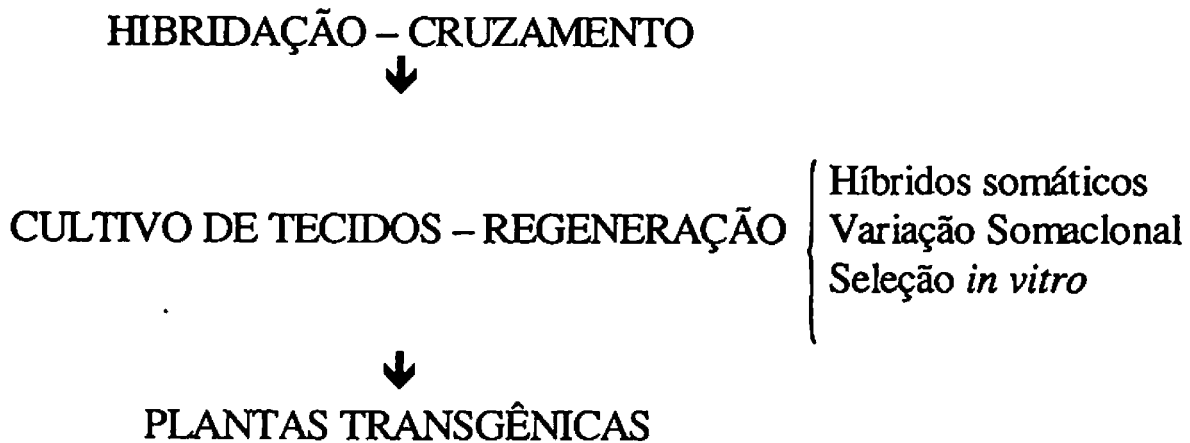 HIBRIDAÇÃO – CRUZAMENTO
Híbridos somáticos
CULTIVO DE TECIDOS – REGENERAÇÃO Variação Somaclonal
Seleção in vitro
PLANTAS TRANSGÊNICAS